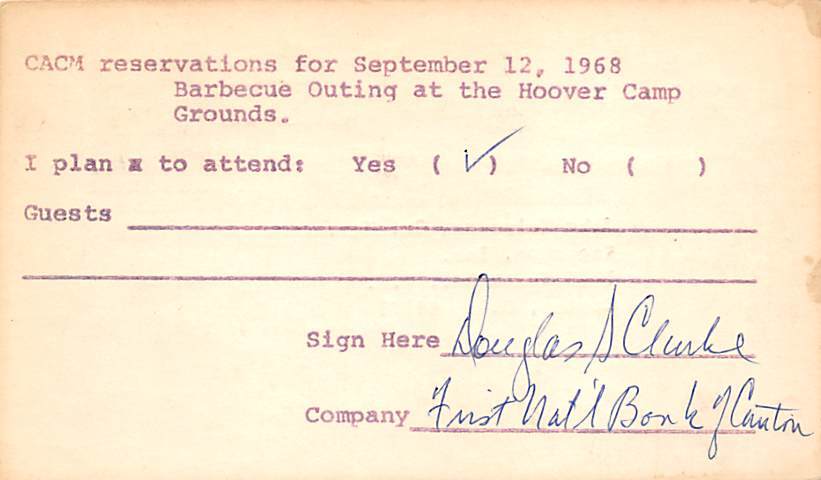 CACM reservations for September 12, 1968
Barbecue Outing at the Hoover Camp
Grounds.
I plan x to attend: Yes ( ✓ ) No ( )
Guests
Sign Here Douglas S Clarke
Company First Nat'l Bank of Canton